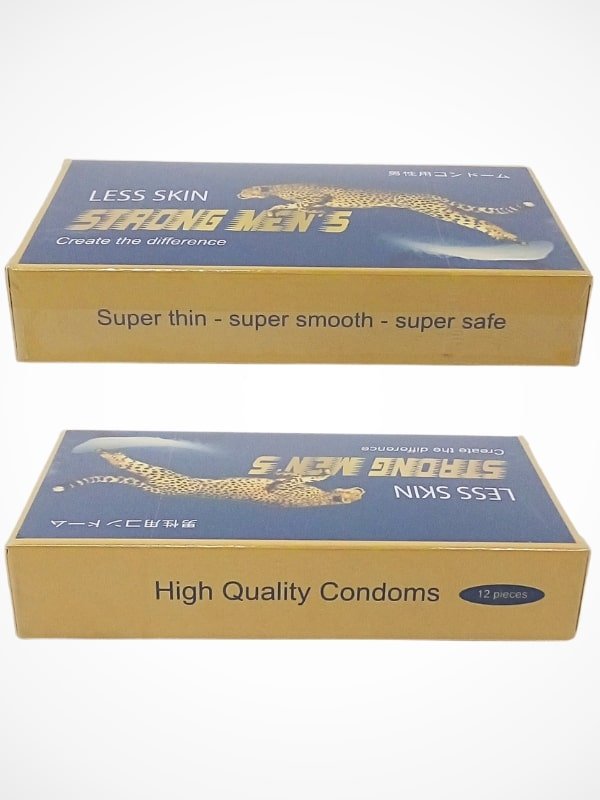 男性用コンドーム
LESS SKIN
STRONG MEN'S
Create the difference
Super thin - super smooth - super safe
Create the difference
STRONG MEN'S
LESS SKIN
男性用コンドーム
High Quality Condoms
12 pieces